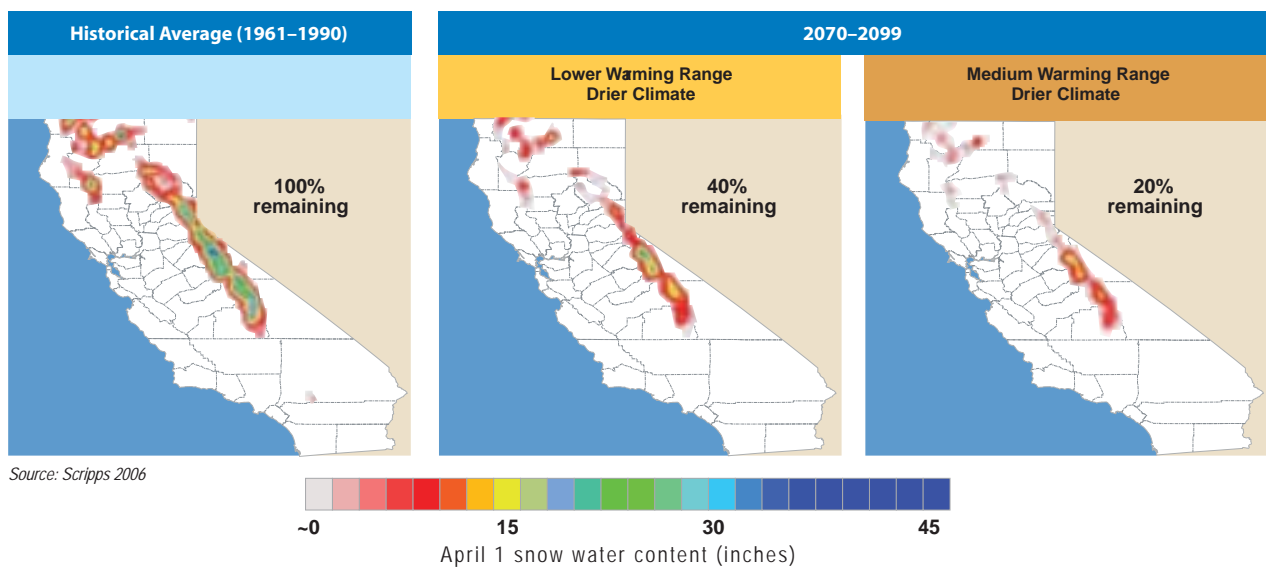 Historical Average (1961–1990)
2070–2099
Lower Warming Range
Drier Climate
Medium Warming Range
Drier Climate
100%
remaining
40%
remaining
20%
remaining
Source: Scripps 2006
~0
15
30
45
April 1 snow water content (inches)